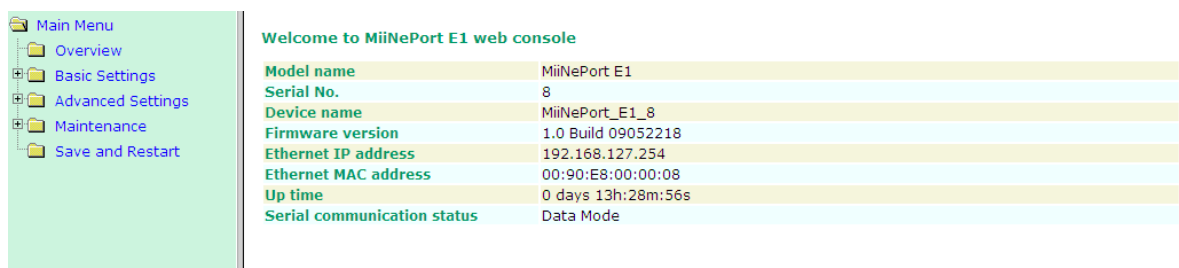 Main Menu
Overview
Basic Settings
Advanced Settings
Maintenance
Save and Restart
Welcome to MiiNePort E1 web console
Model name MiiNePort E1
Serial No. 8
Device name MiiNePort_E1_8
Firmware version 1.0 Build 09052218
Ethernet IP address 192.168.127.254
Ethernet MAC address 00:90:E8:00:00:08
Up time 0 days 13h:28m:56s
Serial communication status Data Mode